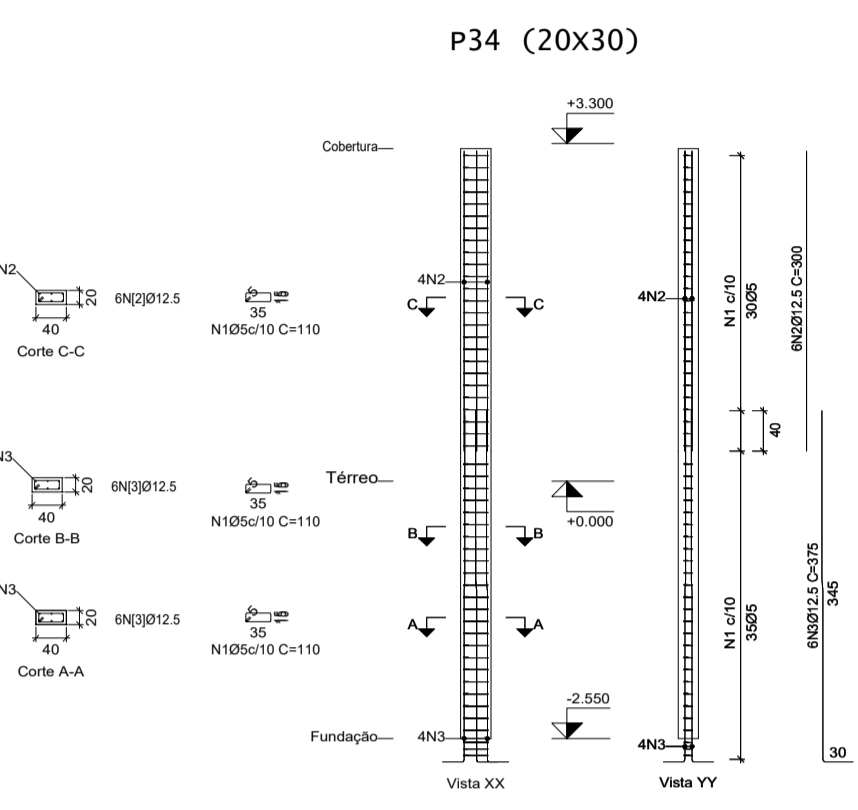 P34 (20X30)
+3.300
Cobertura
N2
20
40
6N[2]Ø12.5
35
N1Ø5c/10 C=110
Corte C-C
4N2
C
C
4N2
N1 c/10
30Ø5
6N2Ø12.5 C=300
40
N3
20
40
6N[3]Ø12.5
35
N1Ø5c/10 C=110
Corte B-B
Térreo
+0.000
B
B
N3
20
40
6N[3]Ø12.5
35
N1Ø5c/10 C=110
Corte A-A
A
A
N1 c/10
35Ø5
6N3Ø12.5 C=375
345
-2.550
Fundação
4N3
4N3
30
Vista XX
Vista YY